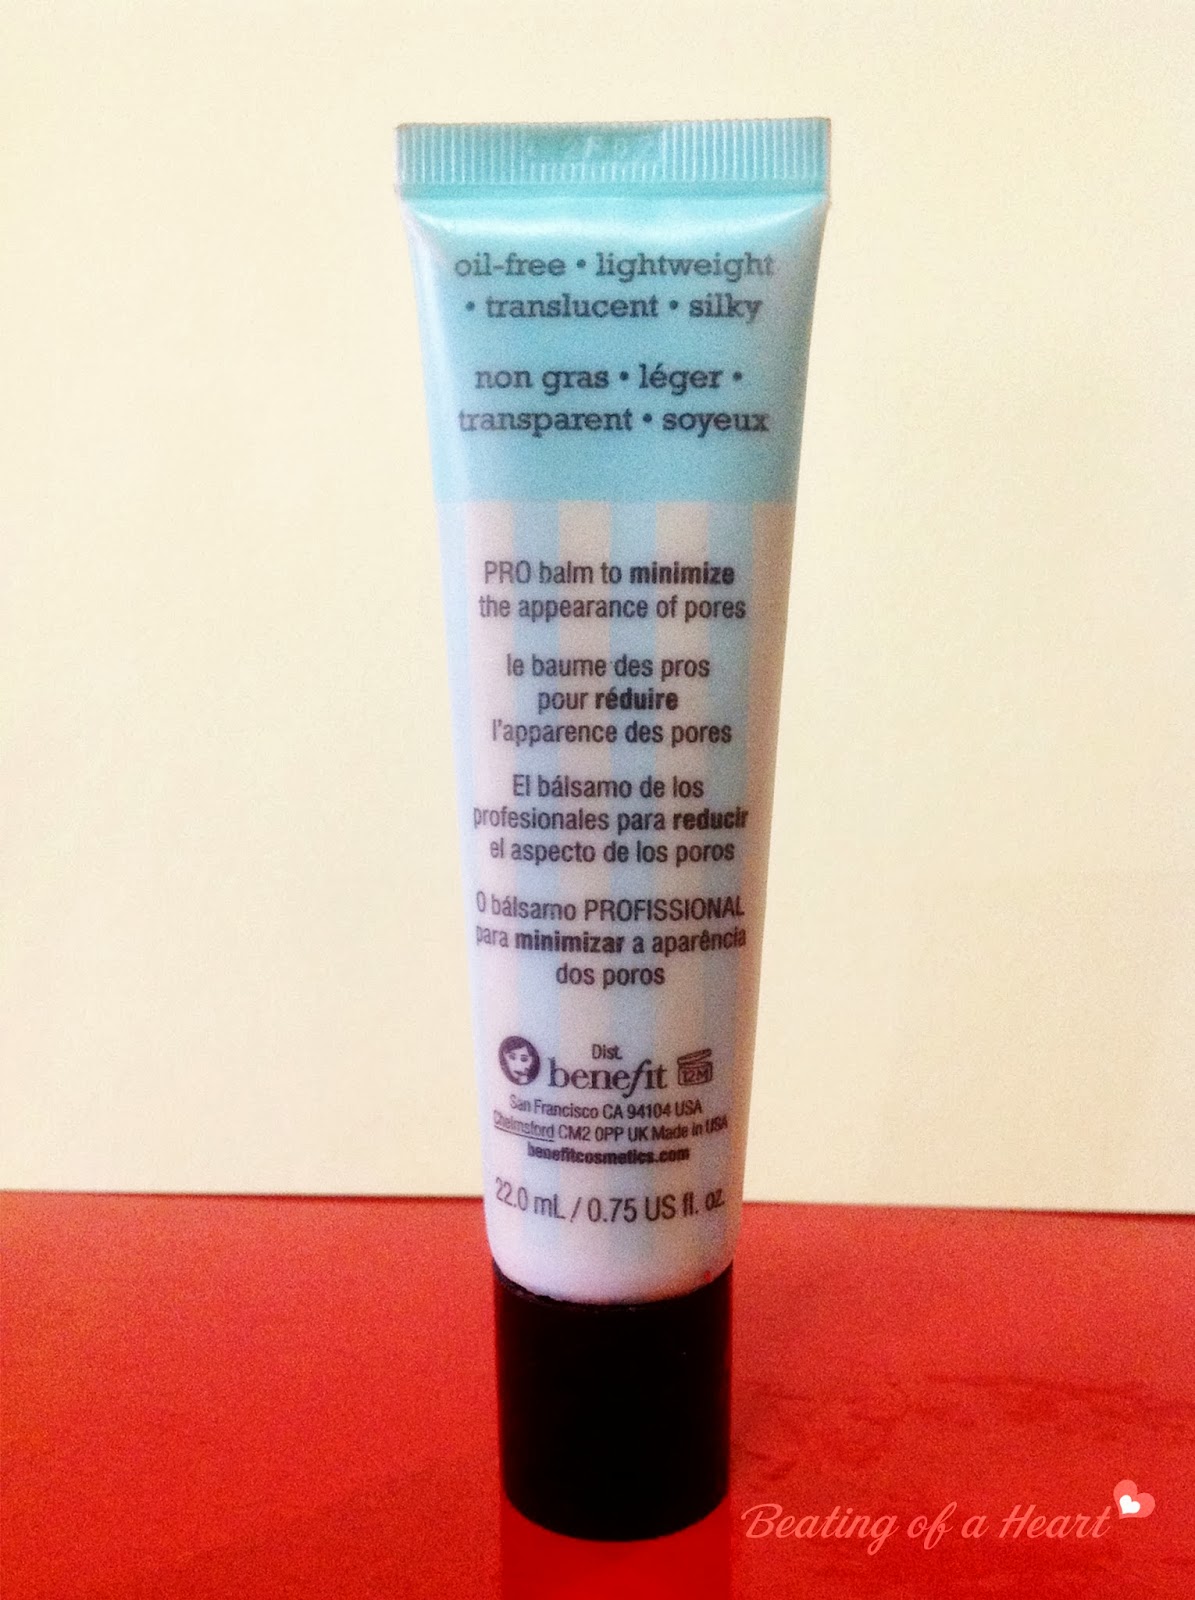 oil-free • lightweight
• translucent • silky
non gras • léger •
transparent • soyeux
PRO balm to minimize
the appearance of pores
le baume des pros
pour réduire
l'apparence des pores
El bálsamo de los
profesionales para reducir
el aspecto de los poros
O bálsamo PROFISSIONAL
para minimizar a aparência
dos poros
Dist.
benefit 12M
San Francisco CA 94104 USA
Chelmsford CM2 0PP UK Made in USA
benefitcosmetics.com
22.0 mL / 0.75 US fl. oz.
Beating of a Heart